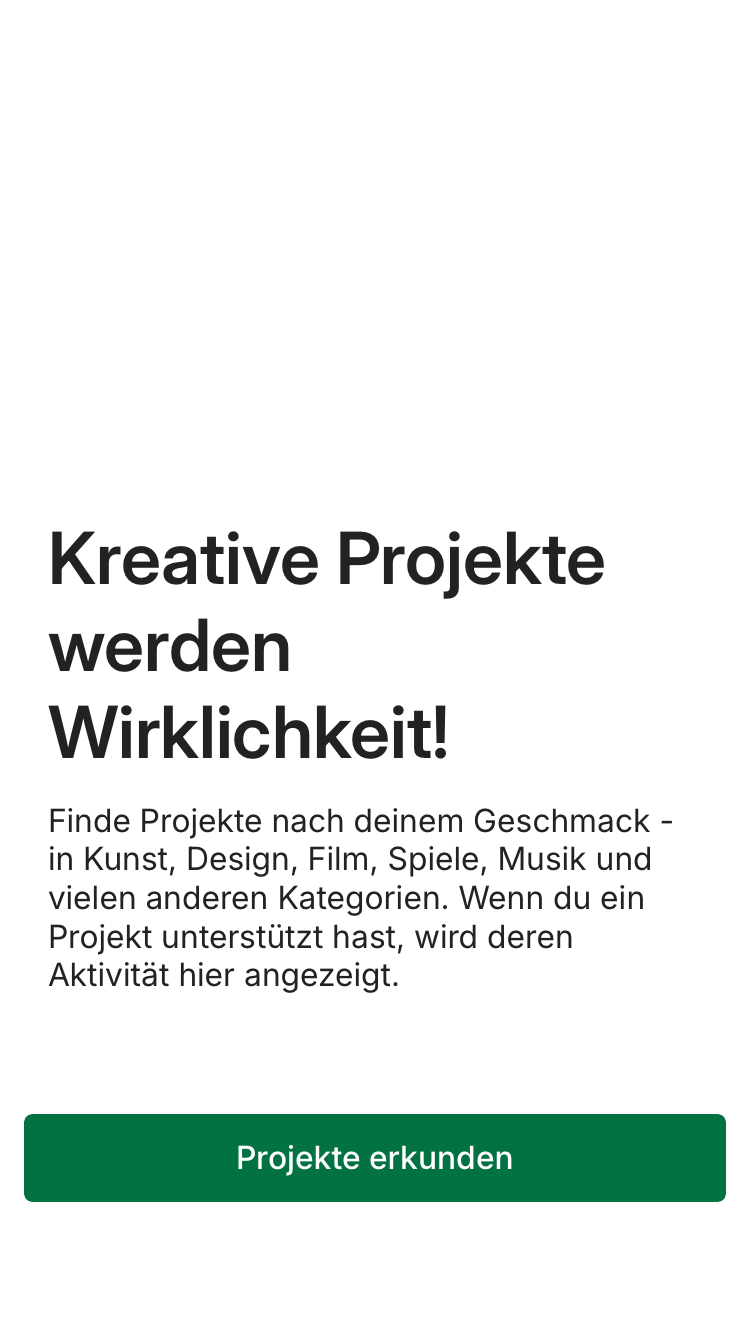 Kreative Projekte
werden
Wirklichkeit!
Finde Projekte nach deinem Geschmack -
in Kunst, Design, Film, Spiele, Musik und
vielen anderen Kategorien. Wenn du ein
Projekt unterstützt hast, wird deren
Aktivität hier angezeigt.
Projekte erkunden